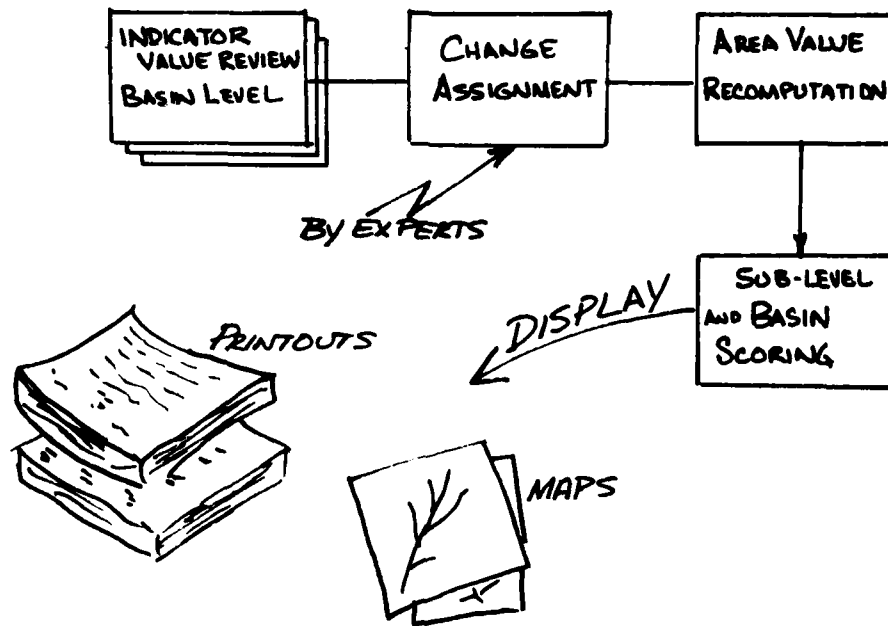 INDICATOR
VALUE REVIEW
BASIN LEVEL
CHANGE
ASSIGNMENT
AREA VALUE
RECOMPUTATION
BY EXPERTS
SUB-LEVEL
AND BASIN
SCORING
DISPLAY
PRINTOUTS
MAPS